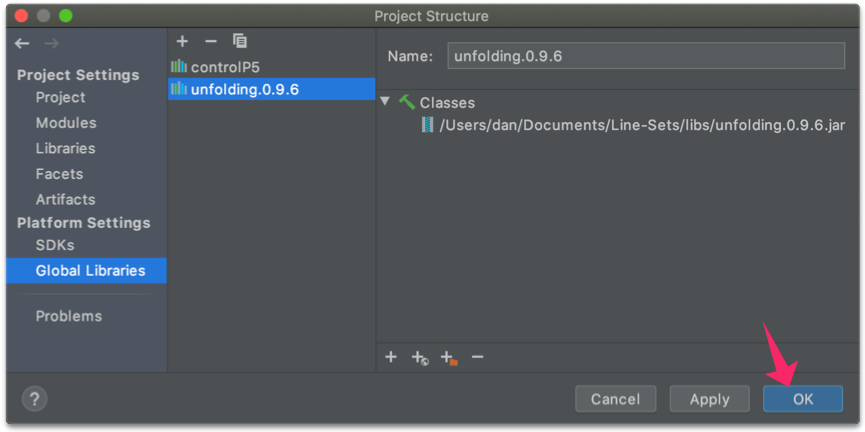 Project Structure
Project Settings
Project
Modules
Libraries
Facets
Artifacts
Platform Settings
SDKs
Global Libraries
Problems
controlP5
unfolding.0.9.6
Name: unfolding.0.9.6
Classes
/Users/dan/Documents/Line-Sets/libs/unfolding.0.9.6.jar
?
Cancel
Apply
OK